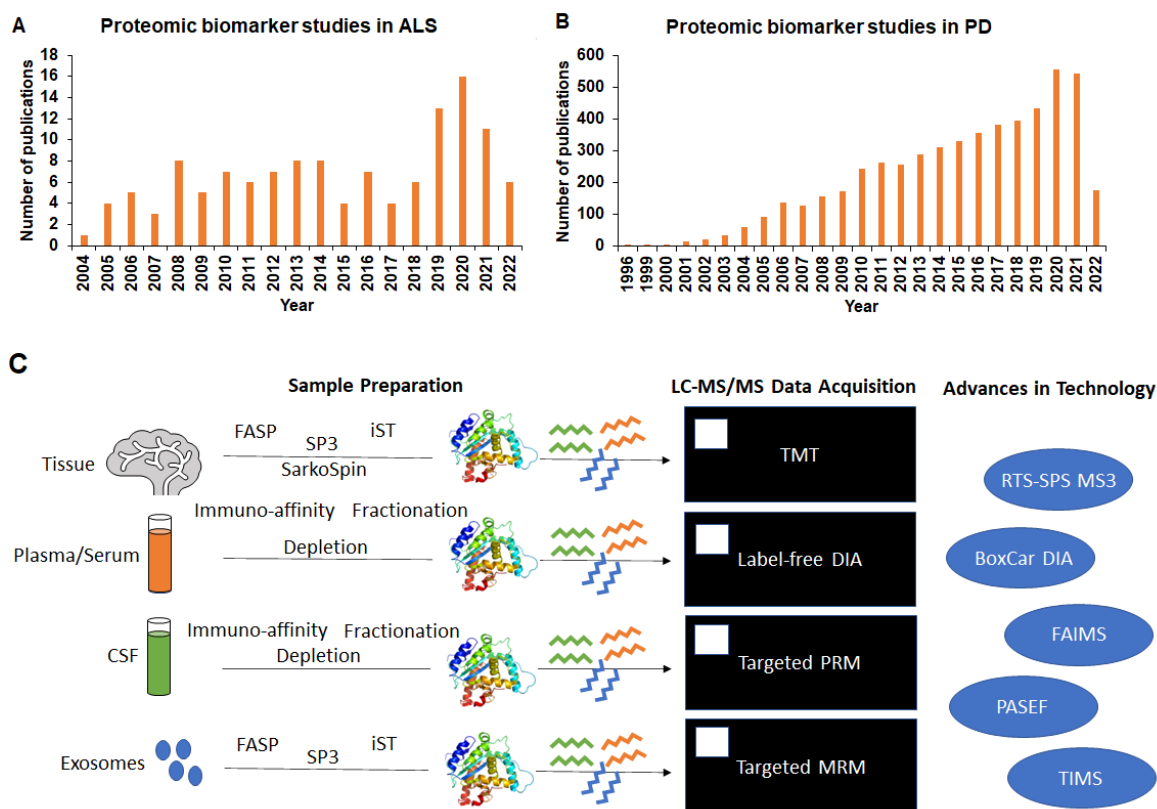 A
Proteomic biomarker studies in ALS
Number of publications
18
16
14
12
10
8
6
4
2
0
2004
2005
2006
2007
2008
2009
2010
2011
2012
2013
2014
2015
2016
2017
2018
2019
2020
2021
2022
Year
B
Proteomic biomarker studies in PD
Number of publications
600
500
400
300
200
100
0
1996
1999
2000
2001
2002
2003
2004
2005
2006
2007
2008
2009
2010
2011
2012
2013
2014
2015
2016
2017
2018
2019
2020
2021
2022
Year
C
Sample Preparation
LC-MS/MS Data Acquisition
Advances in Technology
Tissue
FASP
SP3
iST
SarkoSpin
TMT
Plasma/Serum
Immuno-affinity Fractionation
Depletion
Label-free DIA
CSF
Immuno-affinity Fractionation
Depletion
Targeted PRM
Exosomes
FASP
SP3
iST
Targeted MRM
RTS-SPS MS3
BoxCar DIA
FAIMS
PASEF
TIMS